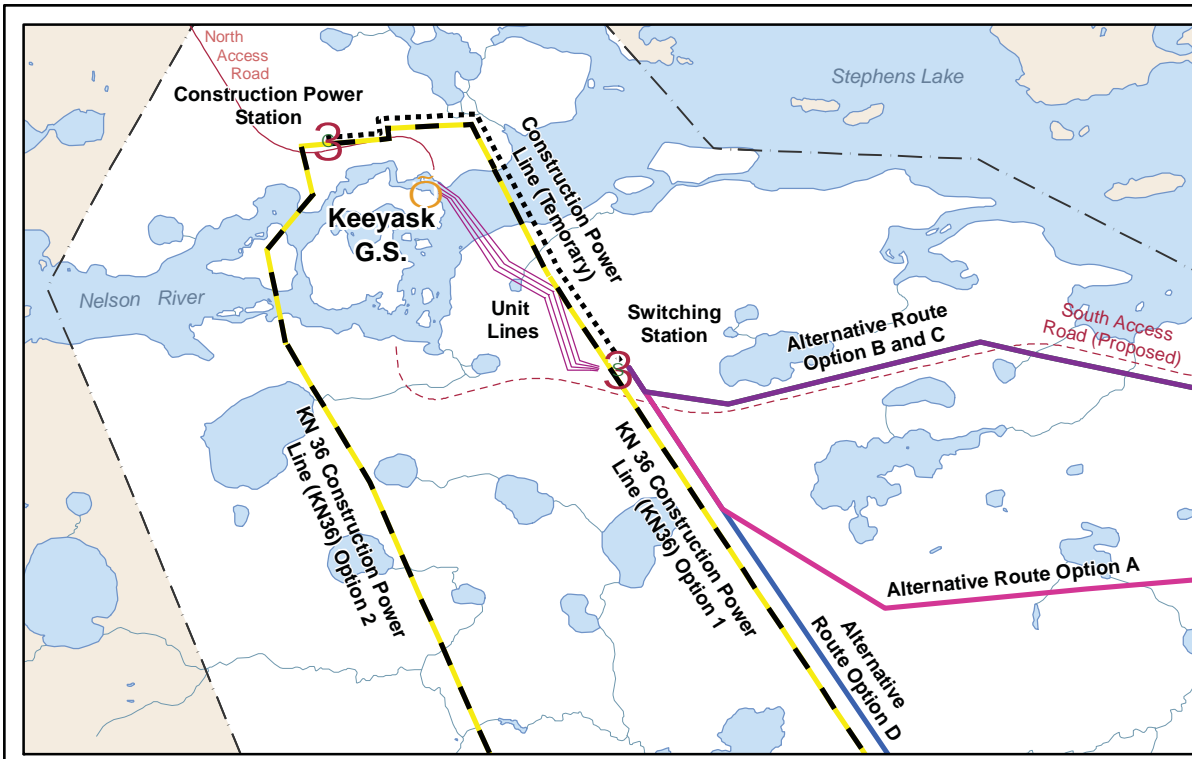 North
Access
Road
Construction Power
Station
3
Stephens Lake
Construction Power
Line (Temorary)
Keeyask
G.S.
Nelson River
Unit
Lines
Switching
Station
3
Alternative Route
Option B and C
South Access
Road (Proposed)
KN 36 Construction Power
Line (KN36) Option 2
KN 36 Construction Power
Line (KN36) Option 1
Alternative Route Option A
Alternative
Route Option D